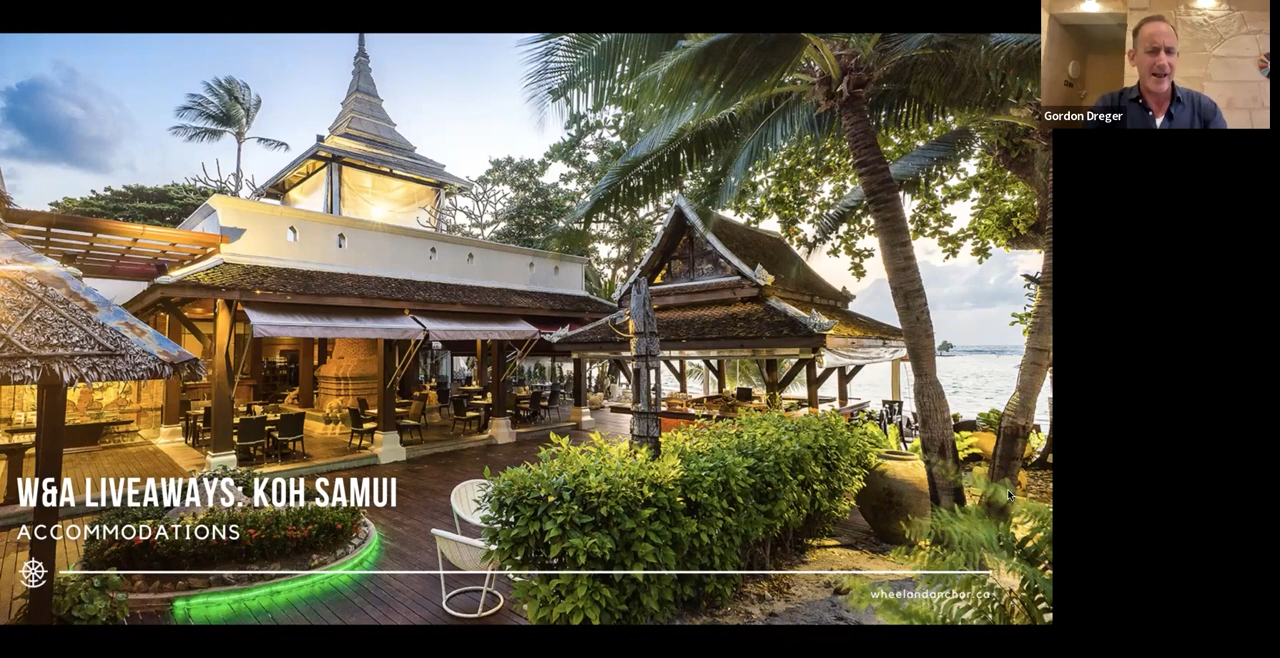 Gordon Dreger
W&A LIVEAWAYS: KOH SAMUI
ACCOMMODATIONS
wheelandanchor.ca